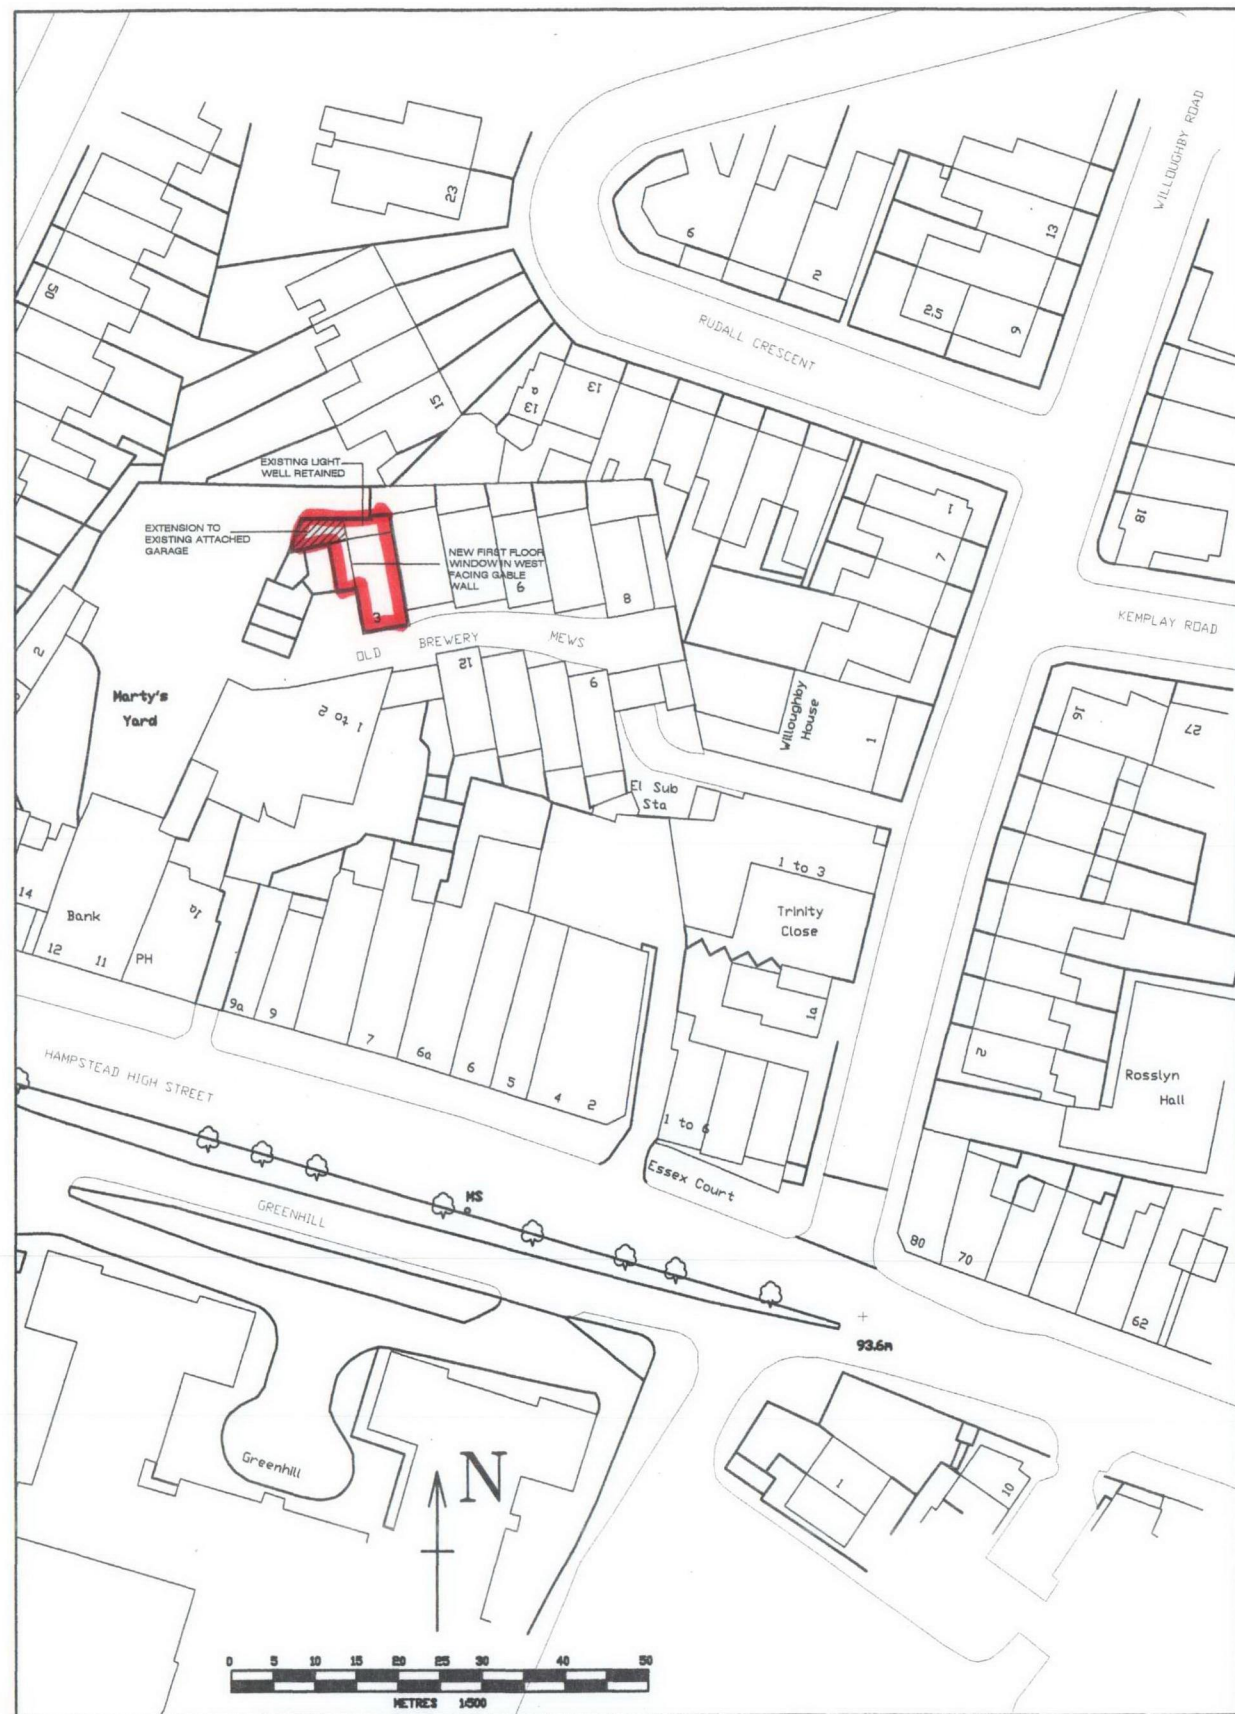 WILLOUGHBY ROAD
23
6
2
13
50
2.5
9
RUDALL CRESCENT
15
13
a
13
EXISTING LIGHT
WELL RETAINED
1
18
EXTENSION TO
EXISTING ATTACHED
GARAGE
7
NEW FIRST FLOOR
WINDOW IN WEST
FACING GABLE
WALL
6
8
3
KEMPLAY ROAD
OLD BREWERY MEWS
2
12
9
Marty's
Yard
1 to 2
Willoughby
House
1
16
27
El Sub
Sta
1 to 3
14
Bank
1a
Trinity
Close
12
11
PH
9a
9
7
6a
6
5
4
2
1a
2
HAMPSTEAD HIGH STREET
Rosslyn
Hall
1 to 6
Essex Court
MS
GREENHILL
80
70
62
93.6m
Greenhill
N
1
10
0 5 10 15 20 25 30 40 50
METRES 1:500